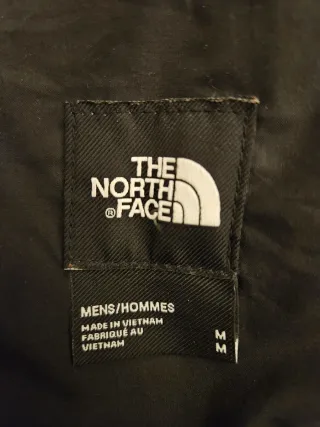 THE
NORTH
® FACE
MENS/HOMMES
MADE IN VIETNAM
FABRIQUÉ AU
VIETNAM
M
M